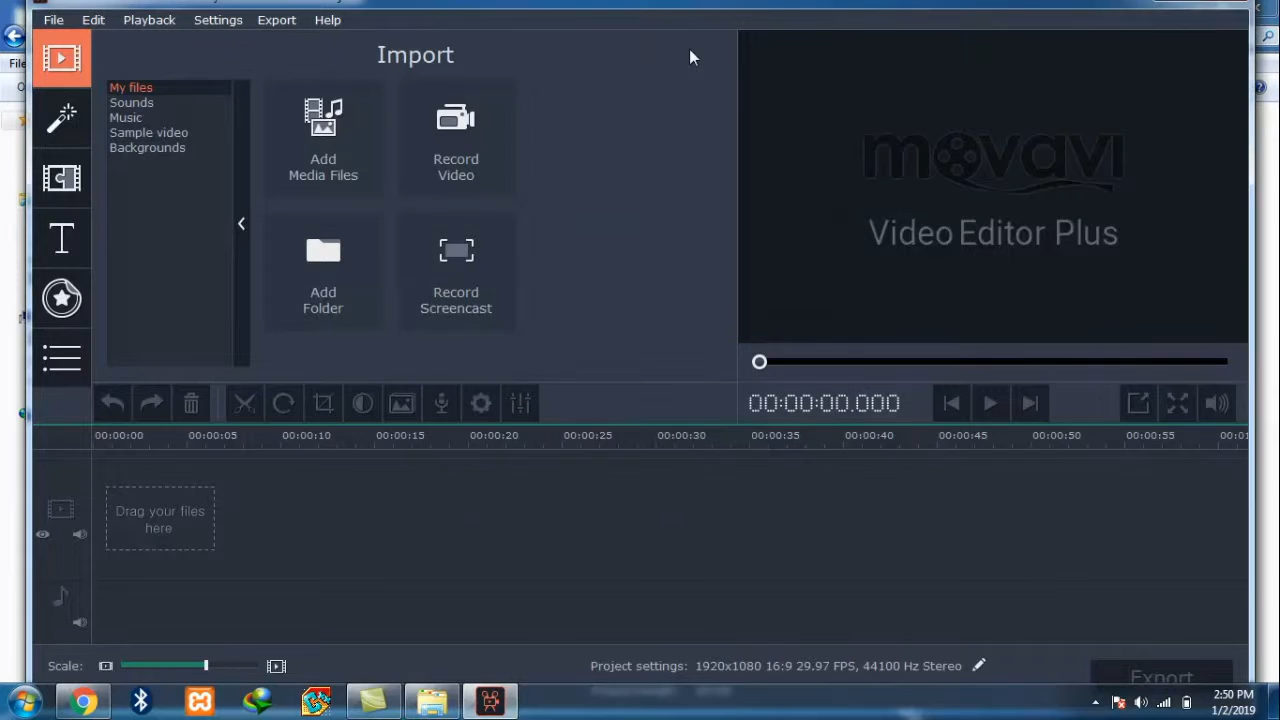 File Edit Playback Settings Export Help
Import
My files
Sounds
Music
Sample video
Backgrounds
Add
Media Files
Record
Video
Add
Folder
Record
Screencast
movavi
Video Editor Plus
00:00:00.000
00:00:00 00:00:05 00:00:10 00:00:15 00:00:20 00:00:25 00:00:30 00:00:35 00:00:40 00:00:45 00:00:50 00:00:55
Drag your files
here
Scale:
Project settings: 1920x1080 16:9 29.97 FPS, 44100 Hz Stereo
Export
2:50 PM
1/2/2019